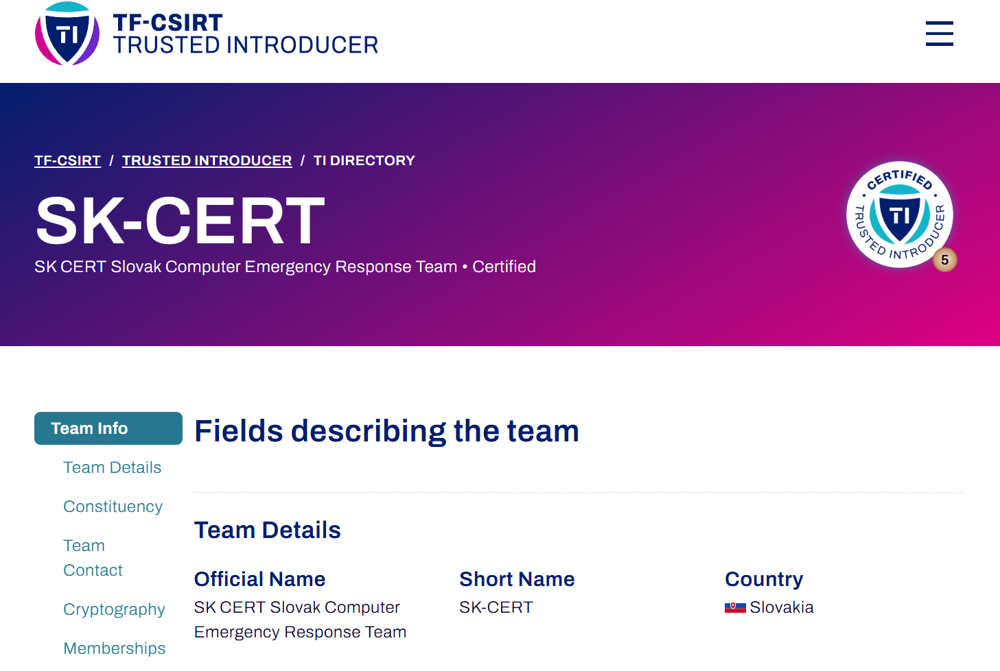 TI
TF-CSIRT
TRUSTED INTRODUCER
TF-CSIRT / TRUSTED INTRODUCER / TI DIRECTORY
SK-CERT
SK CERT Slovak Computer Emergency Response Team • Certified
• CERTIFIED •
TI
TRUSTED INTRODUCER
5
Team Info
Team Details
Constituency
Team
Contact
Cryptography
Memberships
Fields describing the team
Team Details
Official Name
SK CERT Slovak Computer
Emergency Response Team
Short Name
SK-CERT
Country
Slovakia